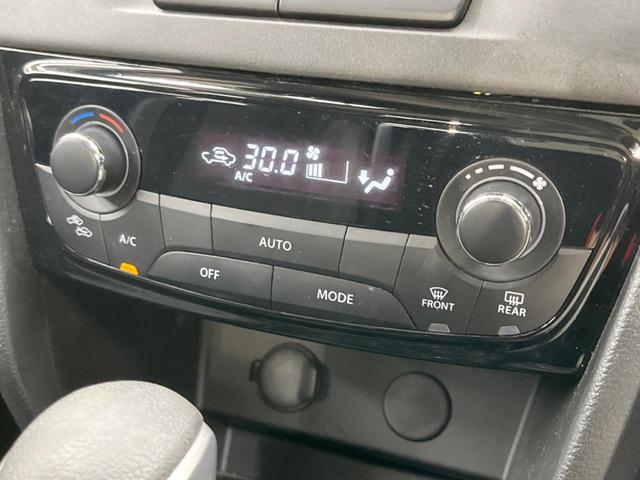 30.0
A/C
A/C
AUTO
OFF
MODE
FRONT
REAR